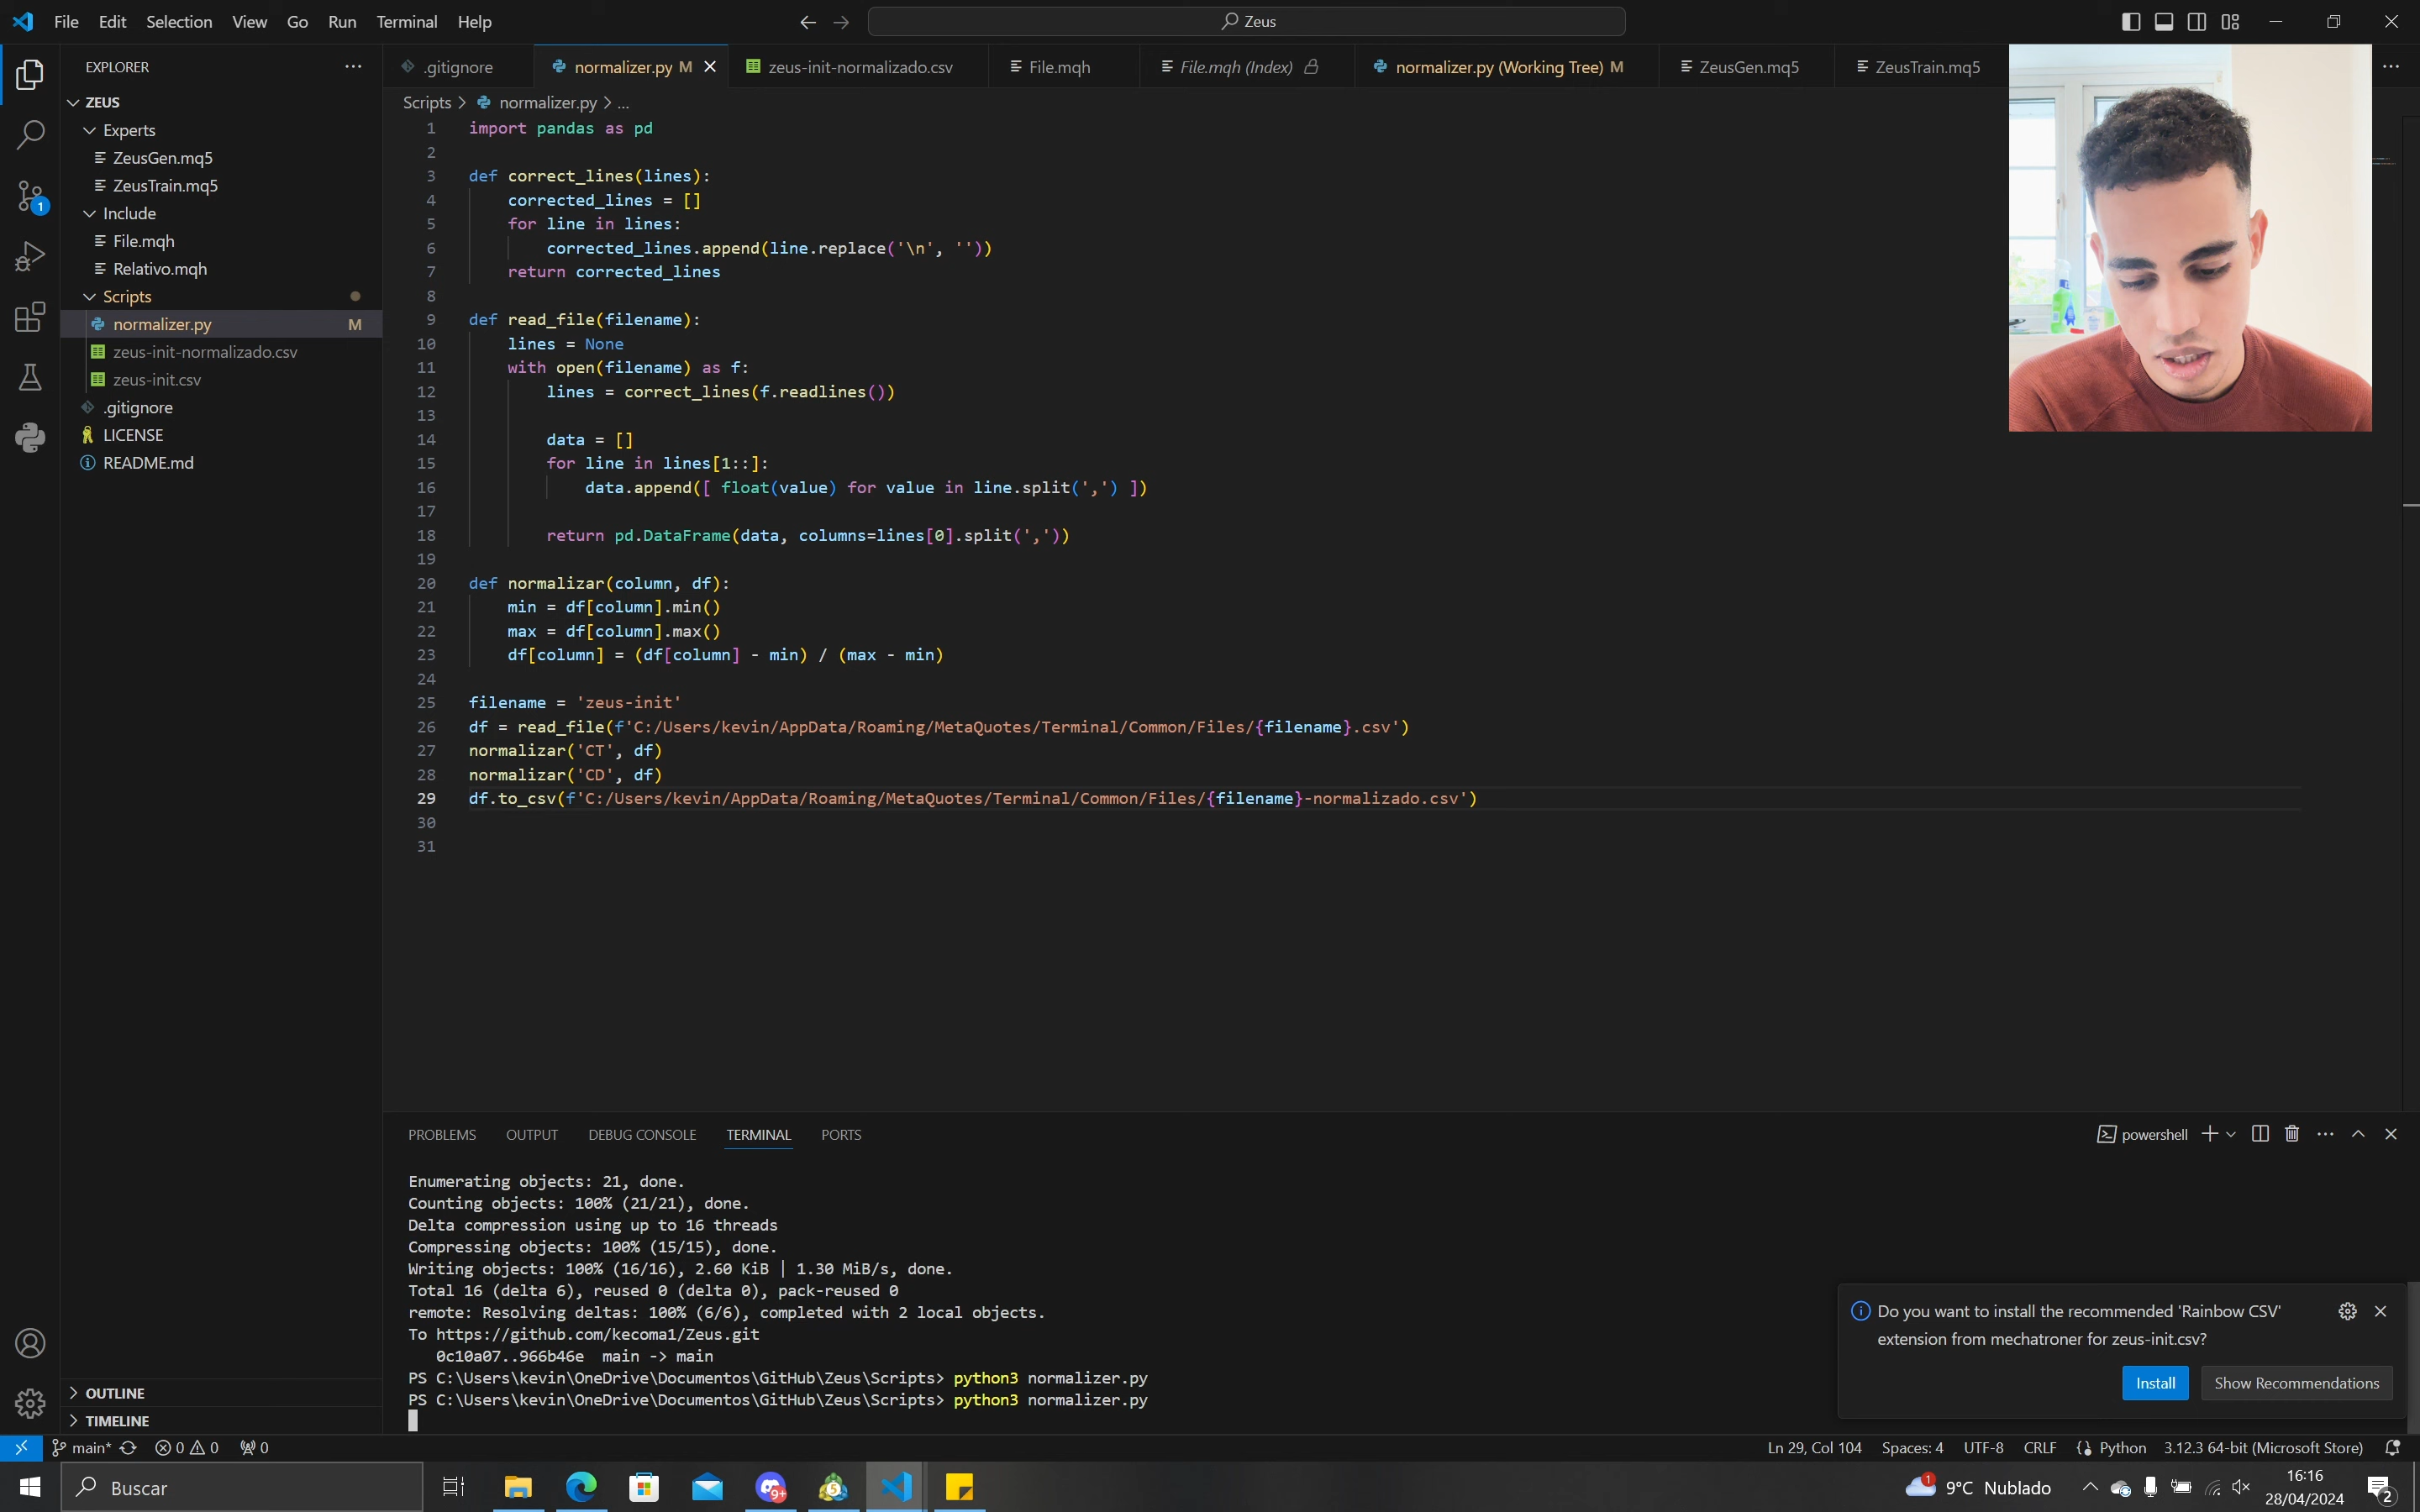 File Edit Selection View Go Run Terminal Help
Zeus
EXPLORER
ZEUS
Experts
ZeusGen.mq5
ZeusTrain.mq5
Include
File.mqh
Relativo.mqh
Scripts
normalizer.py M
zeus-init-normalizado.csv
zeus-init.csv
.gitignore
LICENSE
README.md
OUTLINE
TIMELINE
1
.gitignore normalizer.py M zeus-init-normalizado.csv File.mqh File.mqh (Index) normalizer.py (Working Tree) M ZeusGen.mq5 ZeusTrain.mq5
Scripts > normalizer.py > ...
1 import pandas as pd
2
3 def correct_lines(lines):
4 corrected_lines = []
5 for line in lines:
6 corrected_lines.append(line.replace('\n', ''))
7 return corrected_lines
8
9 def read_file(filename):
10 lines = None
11 with open(filename) as f:
12 lines = correct_lines(f.readlines())
13
14 data = []
15 for line in lines[1::]:
16 data.append([ float(value) for value in line.split(',') ])
17
18 return pd.DataFrame(data, columns=lines[0].split(','))
19
20 def normalizar(column, df):
21 min = df[column].min()
22 max = df[column].max()
23 df[column] = (df[column] - min) / (max - min)
24
25 filename = 'zeus-init'
26 df = read_file(f'C:/Users/kevin/AppData/Roaming/MetaQuotes/Terminal/Common/Files/{filename}.csv')
27 normalizar('CT', df)
28 normalizar('CD', df)
29 df.to_csv(f'C:/Users/kevin/AppData/Roaming/MetaQuotes/Terminal/Common/Files/{filename}-normalizado.csv')
30
31
PROBLEMS OUTPUT DEBUG CONSOLE TERMINAL PORTS
powershell
Enumerating objects: 21, done.
Counting objects: 100% (21/21), done.
Delta compression using up to 16 threads
Compressing objects: 100% (15/15), done.
Writing objects: 100% (16/16), 2.60 KiB | 1.30 MiB/s, done.
Total 16 (delta 6), reused 0 (delta 0), pack-reused 0
remote: Resolving deltas: 100% (6/6), completed with 2 local objects.
To https://github.com/kecoma1/Zeus.git
0c10a07..966b46e main -> main
PS C:\Users\kevin\OneDrive\Documentos\GitHub\Zeus\Scripts> python3 normalizer.py
PS C:\Users\kevin\OneDrive\Documentos\GitHub\Zeus\Scripts> python3 normalizer.py
Do you want to install the recommended 'Rainbow CSV'
extension from mechatroner for zeus-init.csv?
Install Show Recommendations
main* 0 0 0 Ln 29, Col 104 Spaces: 4 UTF-8 CRLF Python 3.12.3 64-bit (Microsoft Store)
Buscar 9+ 5 1 9°C Nublado 16:16
28/04/2024 2